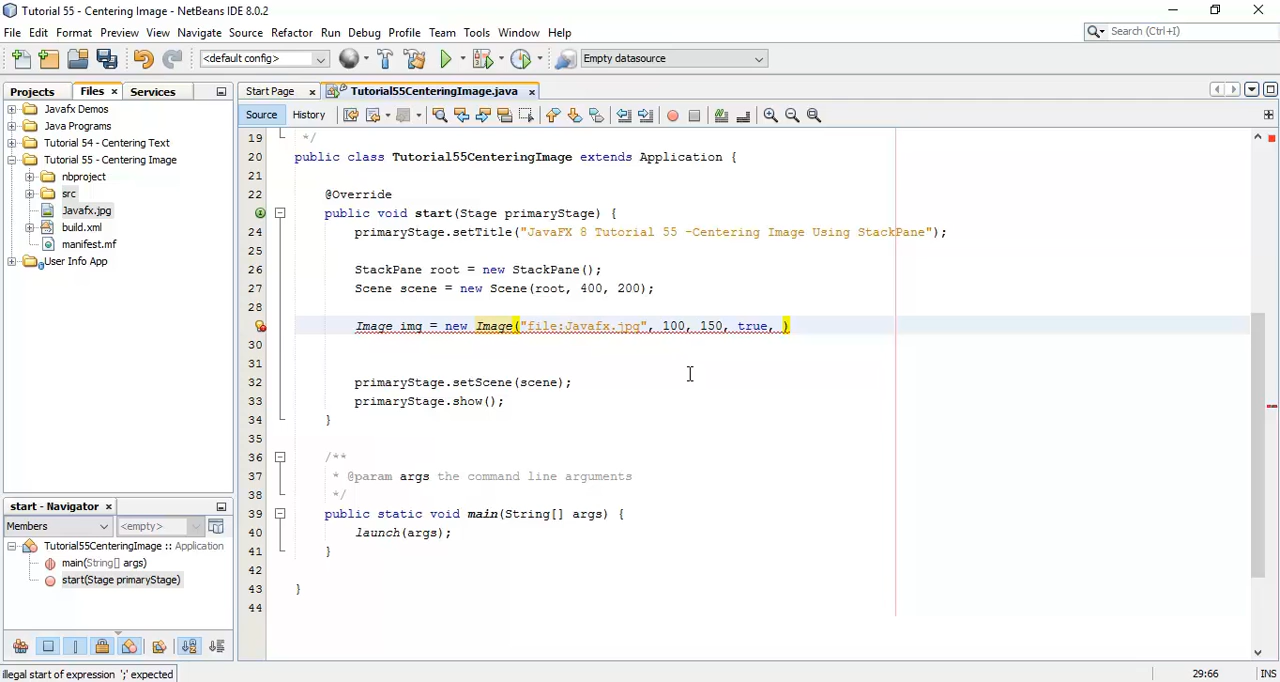 Tutorial 55 - Centering Image - NetBeans IDE 8.0.2
File Edit Format Preview View Navigate Source Refactor Run Debug Profile Team Tools Window Help
Search (Ctrl+I)
<default config>
Empty datasource
Projects Files × Services
Start Page × Tutorial55CenteringImage.java ×
Source History
Javafx Demos
Java Programs
Tutorial 54 - Centering Text
Tutorial 55 - Centering Image
nbproject
src
Javafx.jpg
build.xml
manifest.mf
User Info App
19 */
20 public class Tutorial55CenteringImage extends Application {
21
22 @Override
public void start(Stage primaryStage) {
24 primaryStage.setTitle("JavaFX 8 Tutorial 55 -Centering Image Using StackPane");
25
26 StackPane root = new StackPane();
27 Scene scene = new Scene(root, 400, 200);
28
Image img = new Image("file:Javafx.jpg", 100, 150, true, )
30
31
32 primaryStage.setScene(scene);
33 primaryStage.show();
34 }
35
36 /**
37 * @param args the command line arguments
38 */
39 public static void main(String[] args) {
40 launch(args);
41 }
42
43 }
44
start - Navigator ×
Members <empty>
Tutorial55CenteringImage :: Application
main(String[] args)
start(Stage primaryStage)
illegal start of expression ';' expected
29:66 INS